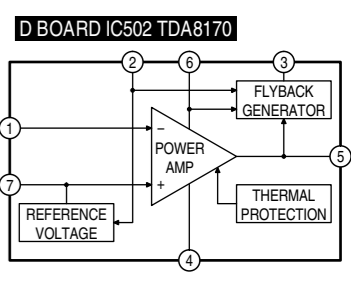 D BOARD IC502 TDA8170
2
6
3
FLYBACK
GENERATOR
1
−
POWER
AMP
5
7
+
REFERENCE
VOLTAGE
THERMAL
PROTECTION
4